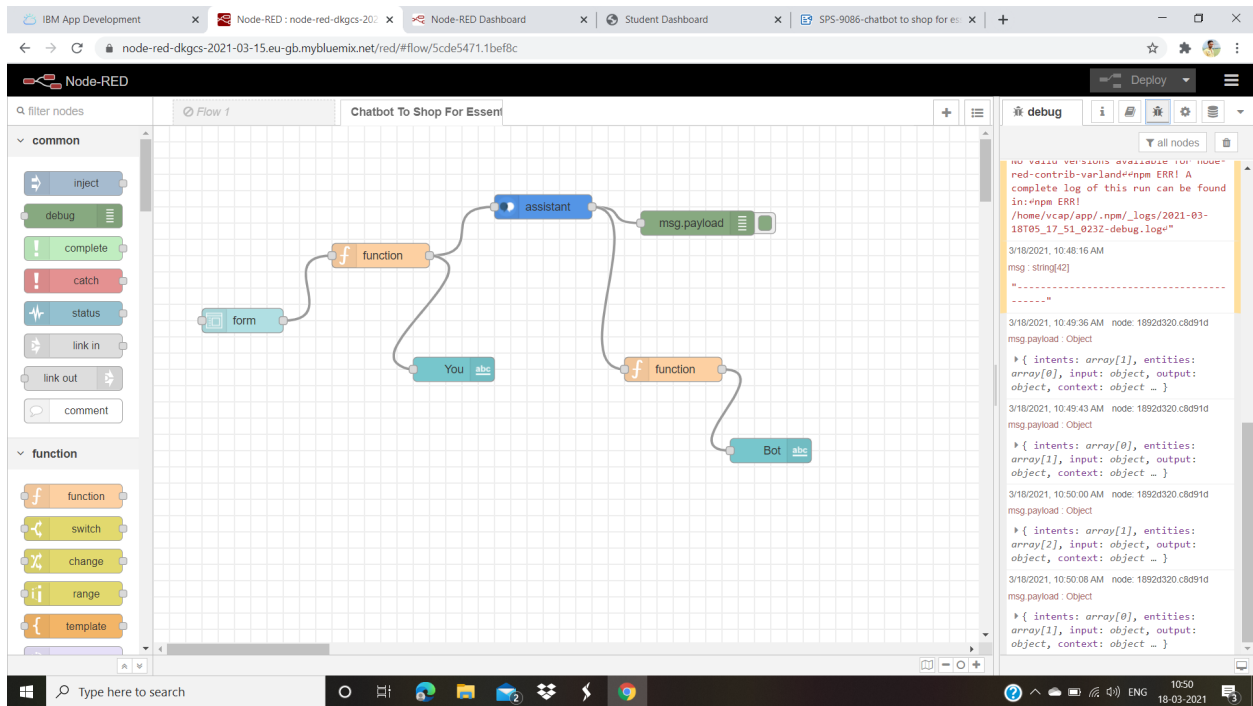 IBM App Development
Node-RED : node-red-dkgcs-202
Node-RED Dashboard
Student Dashboard
SPS-9086-chatbot to shop for es
node-red-dkgcs-2021-03-15.eu-gb.mybluemix.net/red/#flow/5cde5471.1bef8c
Node-RED
Deploy
filter nodes
Flow 1
Chatbot To Shop For Essent
debug
i
all nodes
common
inject
debug
complete
catch
status
link in
link out
comment
function
function
switch
change
range
template
form
function
assistant
You
abc
msg.payload
function
Bot
abc
No valid versions available for node-
red-contrib-varland↵↵npm ERR! A
complete log of this run can be found
in:↵npm ERR!
/home/vcap/app/.npm/_logs/2021-03-
18T05_17_51_023Z-debug.log↵"
3/18/2021, 10:48:16 AM
msg : string[42]
"------------------------------------
------"
3/18/2021, 10:49:36 AM node: 1892d320.c8d91d
msg.payload : Object
{ intents: array[1], entities:
array[0], input: object, output:
object, context: object … }
3/18/2021, 10:49:43 AM node: 1892d320.c8d91d
msg.payload : Object
{ intents: array[0], entities:
array[1], input: object, output:
object, context: object … }
3/18/2021, 10:50:00 AM node: 1892d320.c8d91d
msg.payload : Object
{ intents: array[1], entities:
array[2], input: object, output:
object, context: object … }
3/18/2021, 10:50:08 AM node: 1892d320.c8d91d
msg.payload : Object
{ intents: array[0], entities:
array[1], input: object, output:
object, context: object … }
Type here to search
2
ENG
10:50
18-03-2021
3